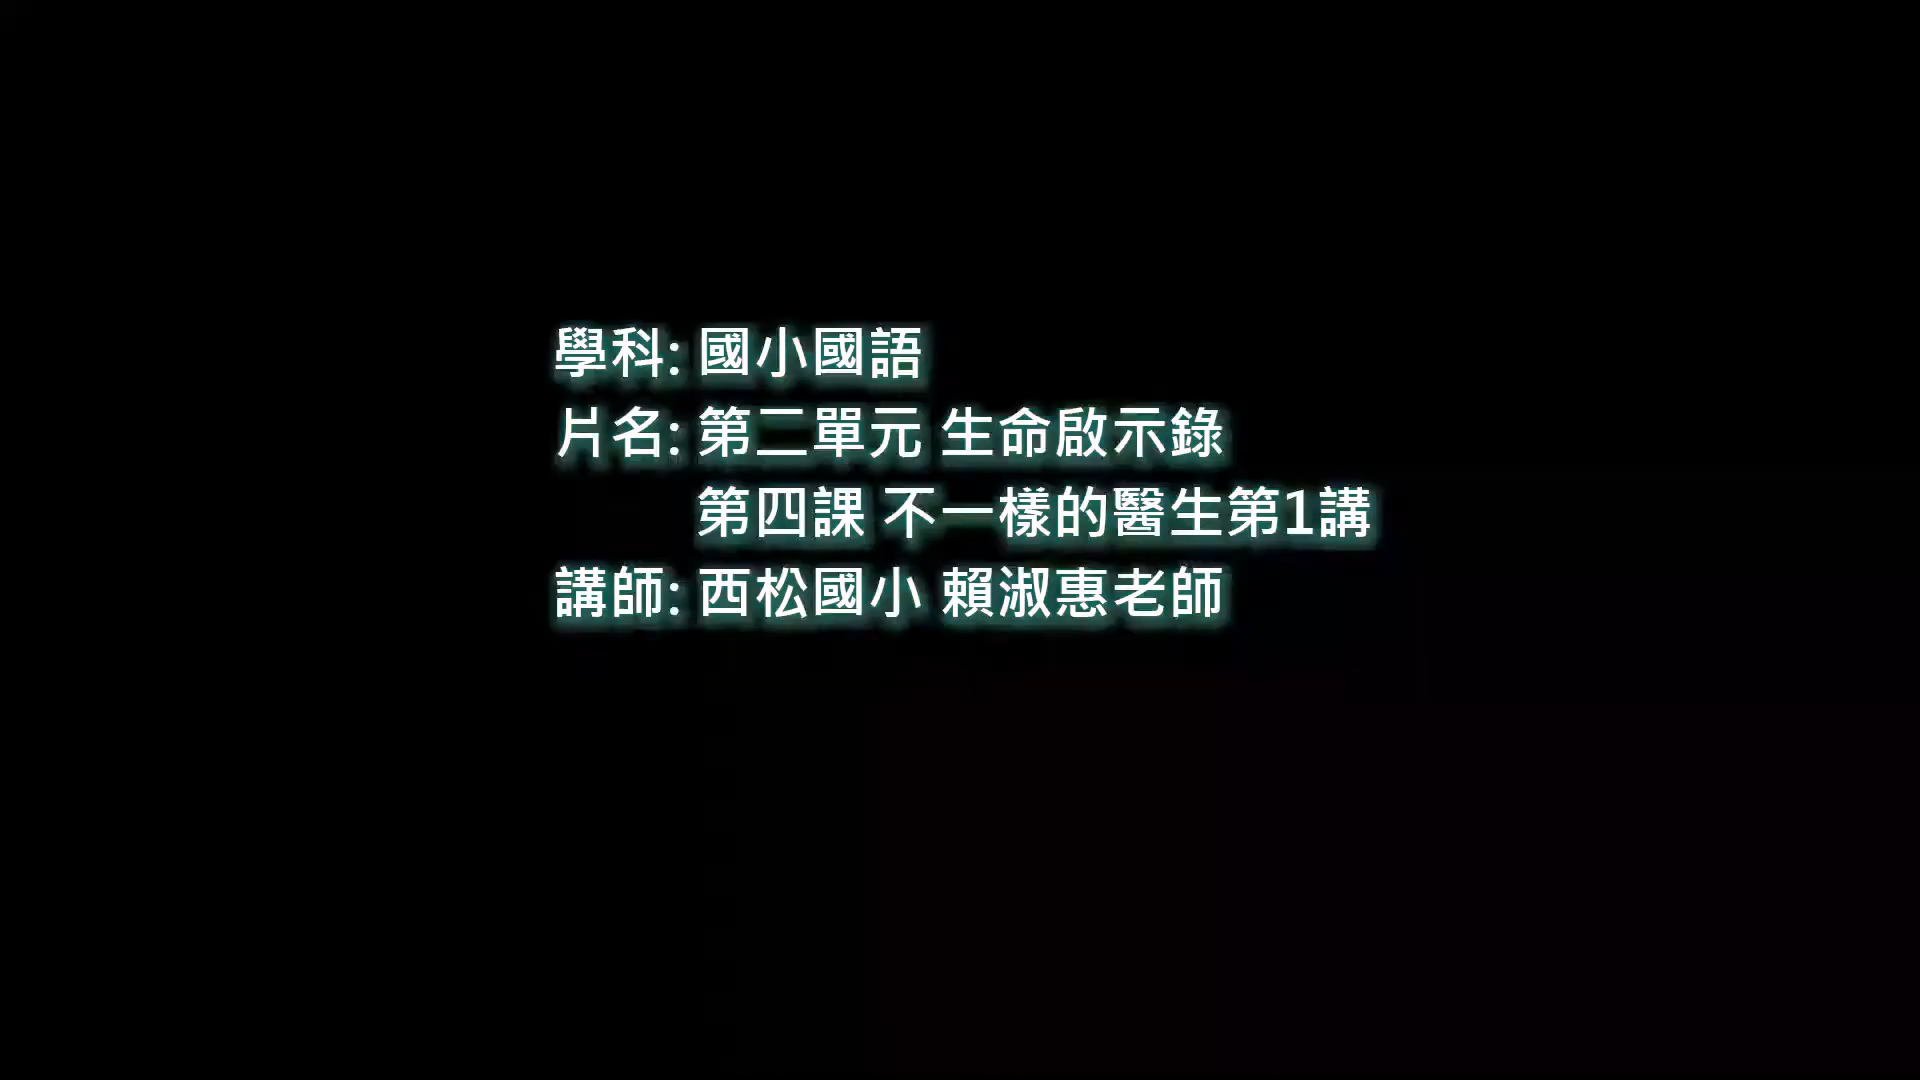 學科: 國小國語
片名: 第二單元 生命啟示錄
第四課 不一樣的醫生第1講
講師: 西松國小 賴淑惠老師